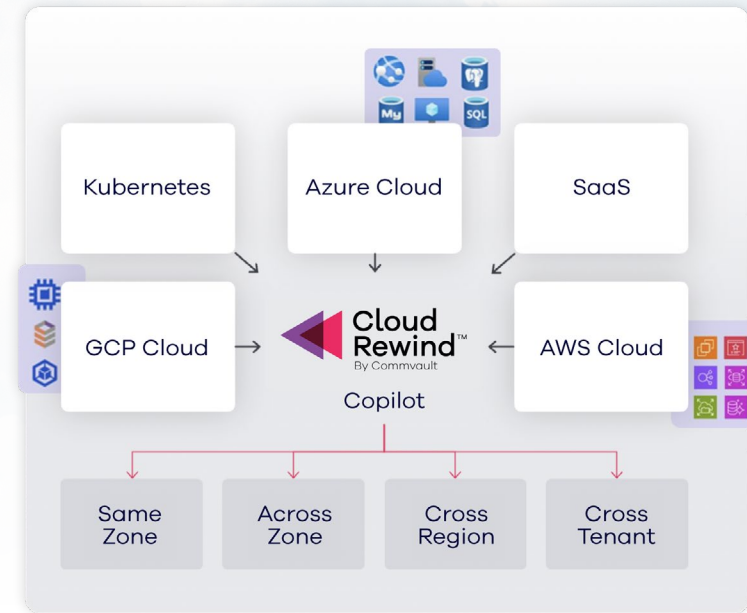 My
SQL
Kubernetes
Azure Cloud
SaaS
GCP Cloud
Cloud
Rewind™
By Commvault
Copilot
AWS Cloud
Same
Zone
Across
Zone
Cross
Region
Cross
Tenant